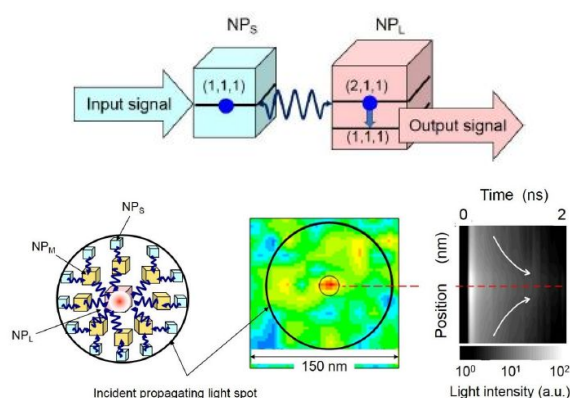 NPS NPL
(1,1,1) (2,1,1)
Input signal
(1,1,1)
Output signal
Time (ns)
NPS 0 2
NPM
Position (nm)
NPL
150 nm
10⁰ 10¹ 10²
Incident propagating light spot Light intensity (a.u.)